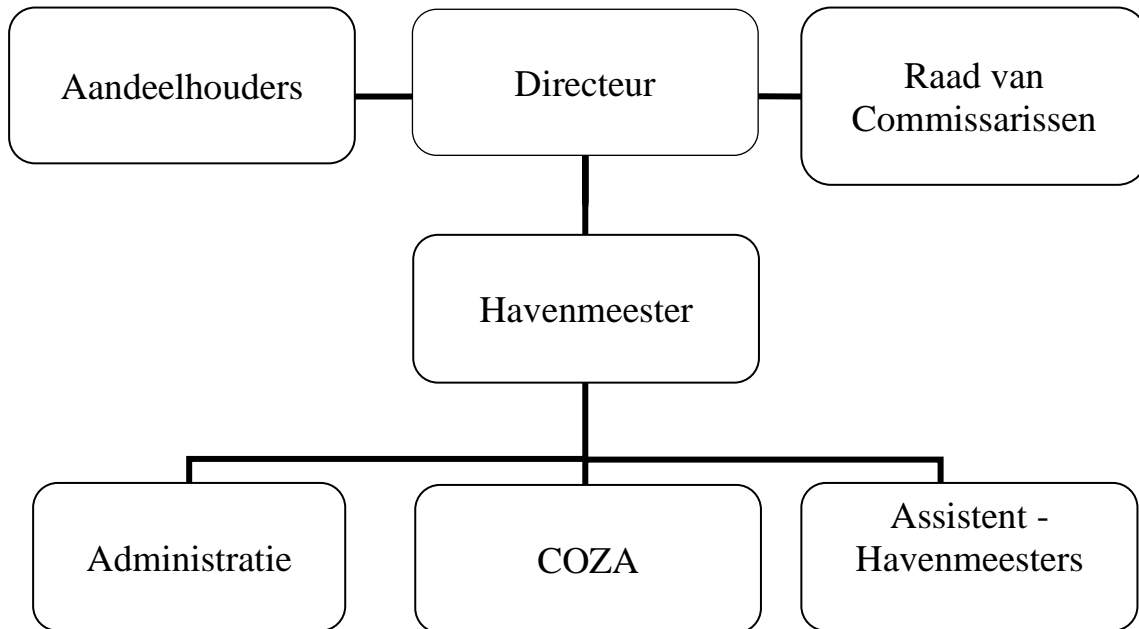 Aandeelhouders
Directeur
Raad van
Commissarissen
Havenmeester
Administratie
COZA
Assistent -
Havenmeesters